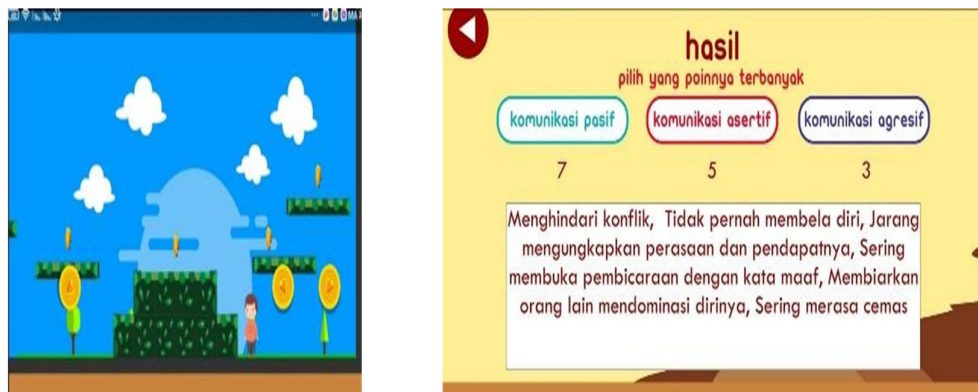 hasil
pilih yang poinnya terbanyak
komunikasi pasif
komunikasi asertif
komunikasi agresif
7
5
3
Menghindari konflik, Tidak pernah membela diri, Jarang
mengungkapkan perasaan dan pendapatnya, Sering
membuka pembicaraan dengan kata maaf, Membiarkan
orang lain mendominasi dirinya, Sering merasa cemas